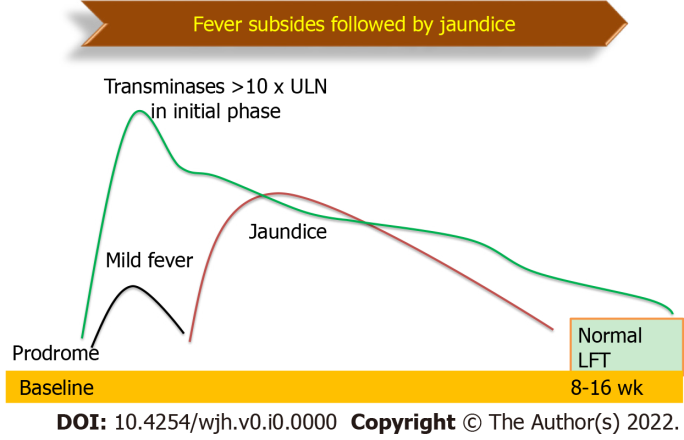 Fever subsides followed by jaundice
Transminases >10 x ULN
in initial phase
Mild fever
Jaundice
Prodrome
Normal
LFT
Baseline
8-16 wk
DOI: 10.4254/wjh.v0.i0.0000 Copyright © The Author(s) 2022.